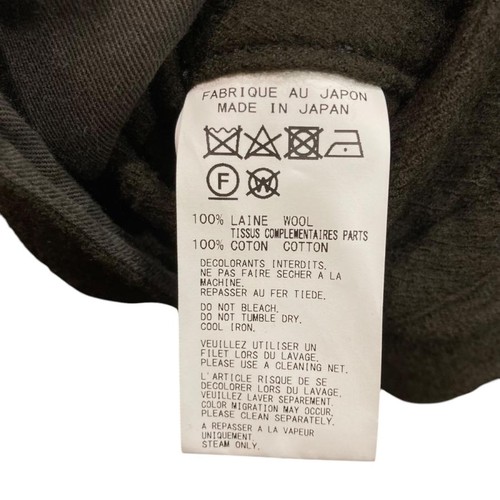 FABRIQUE AU JAPON
MADE IN JAPAN
F W
100% LAINE WOOL
TISSUS COMPLEMENTAIRES PARTS
100% COTON COTTON
DECOLORANTS INTERDITS.
NE PAS FAIRE SECHER A LA
MACHINE.
REPASSER AU FER TIEDE.
DO NOT BLEACH.
DO NOT TUMBLE DRY.
COOL IRON.
VEUILLEZ UTILISER UN
FILET LORS DU LAVAGE.
PLEASE USE A CLEANING NET.
L'ARTICLE RISQUE DE SE
DECOLORER LORS DU LAVAGE.
VEUILLEZ LAVER SEPAREMENT.
COLOR MIGRATION MAY OCCUR.
PLEASE CLEAN SEPARATELY.
A REPASSER A LA VAPEUR
UNIQUEMENT.
STEAM ONLY.